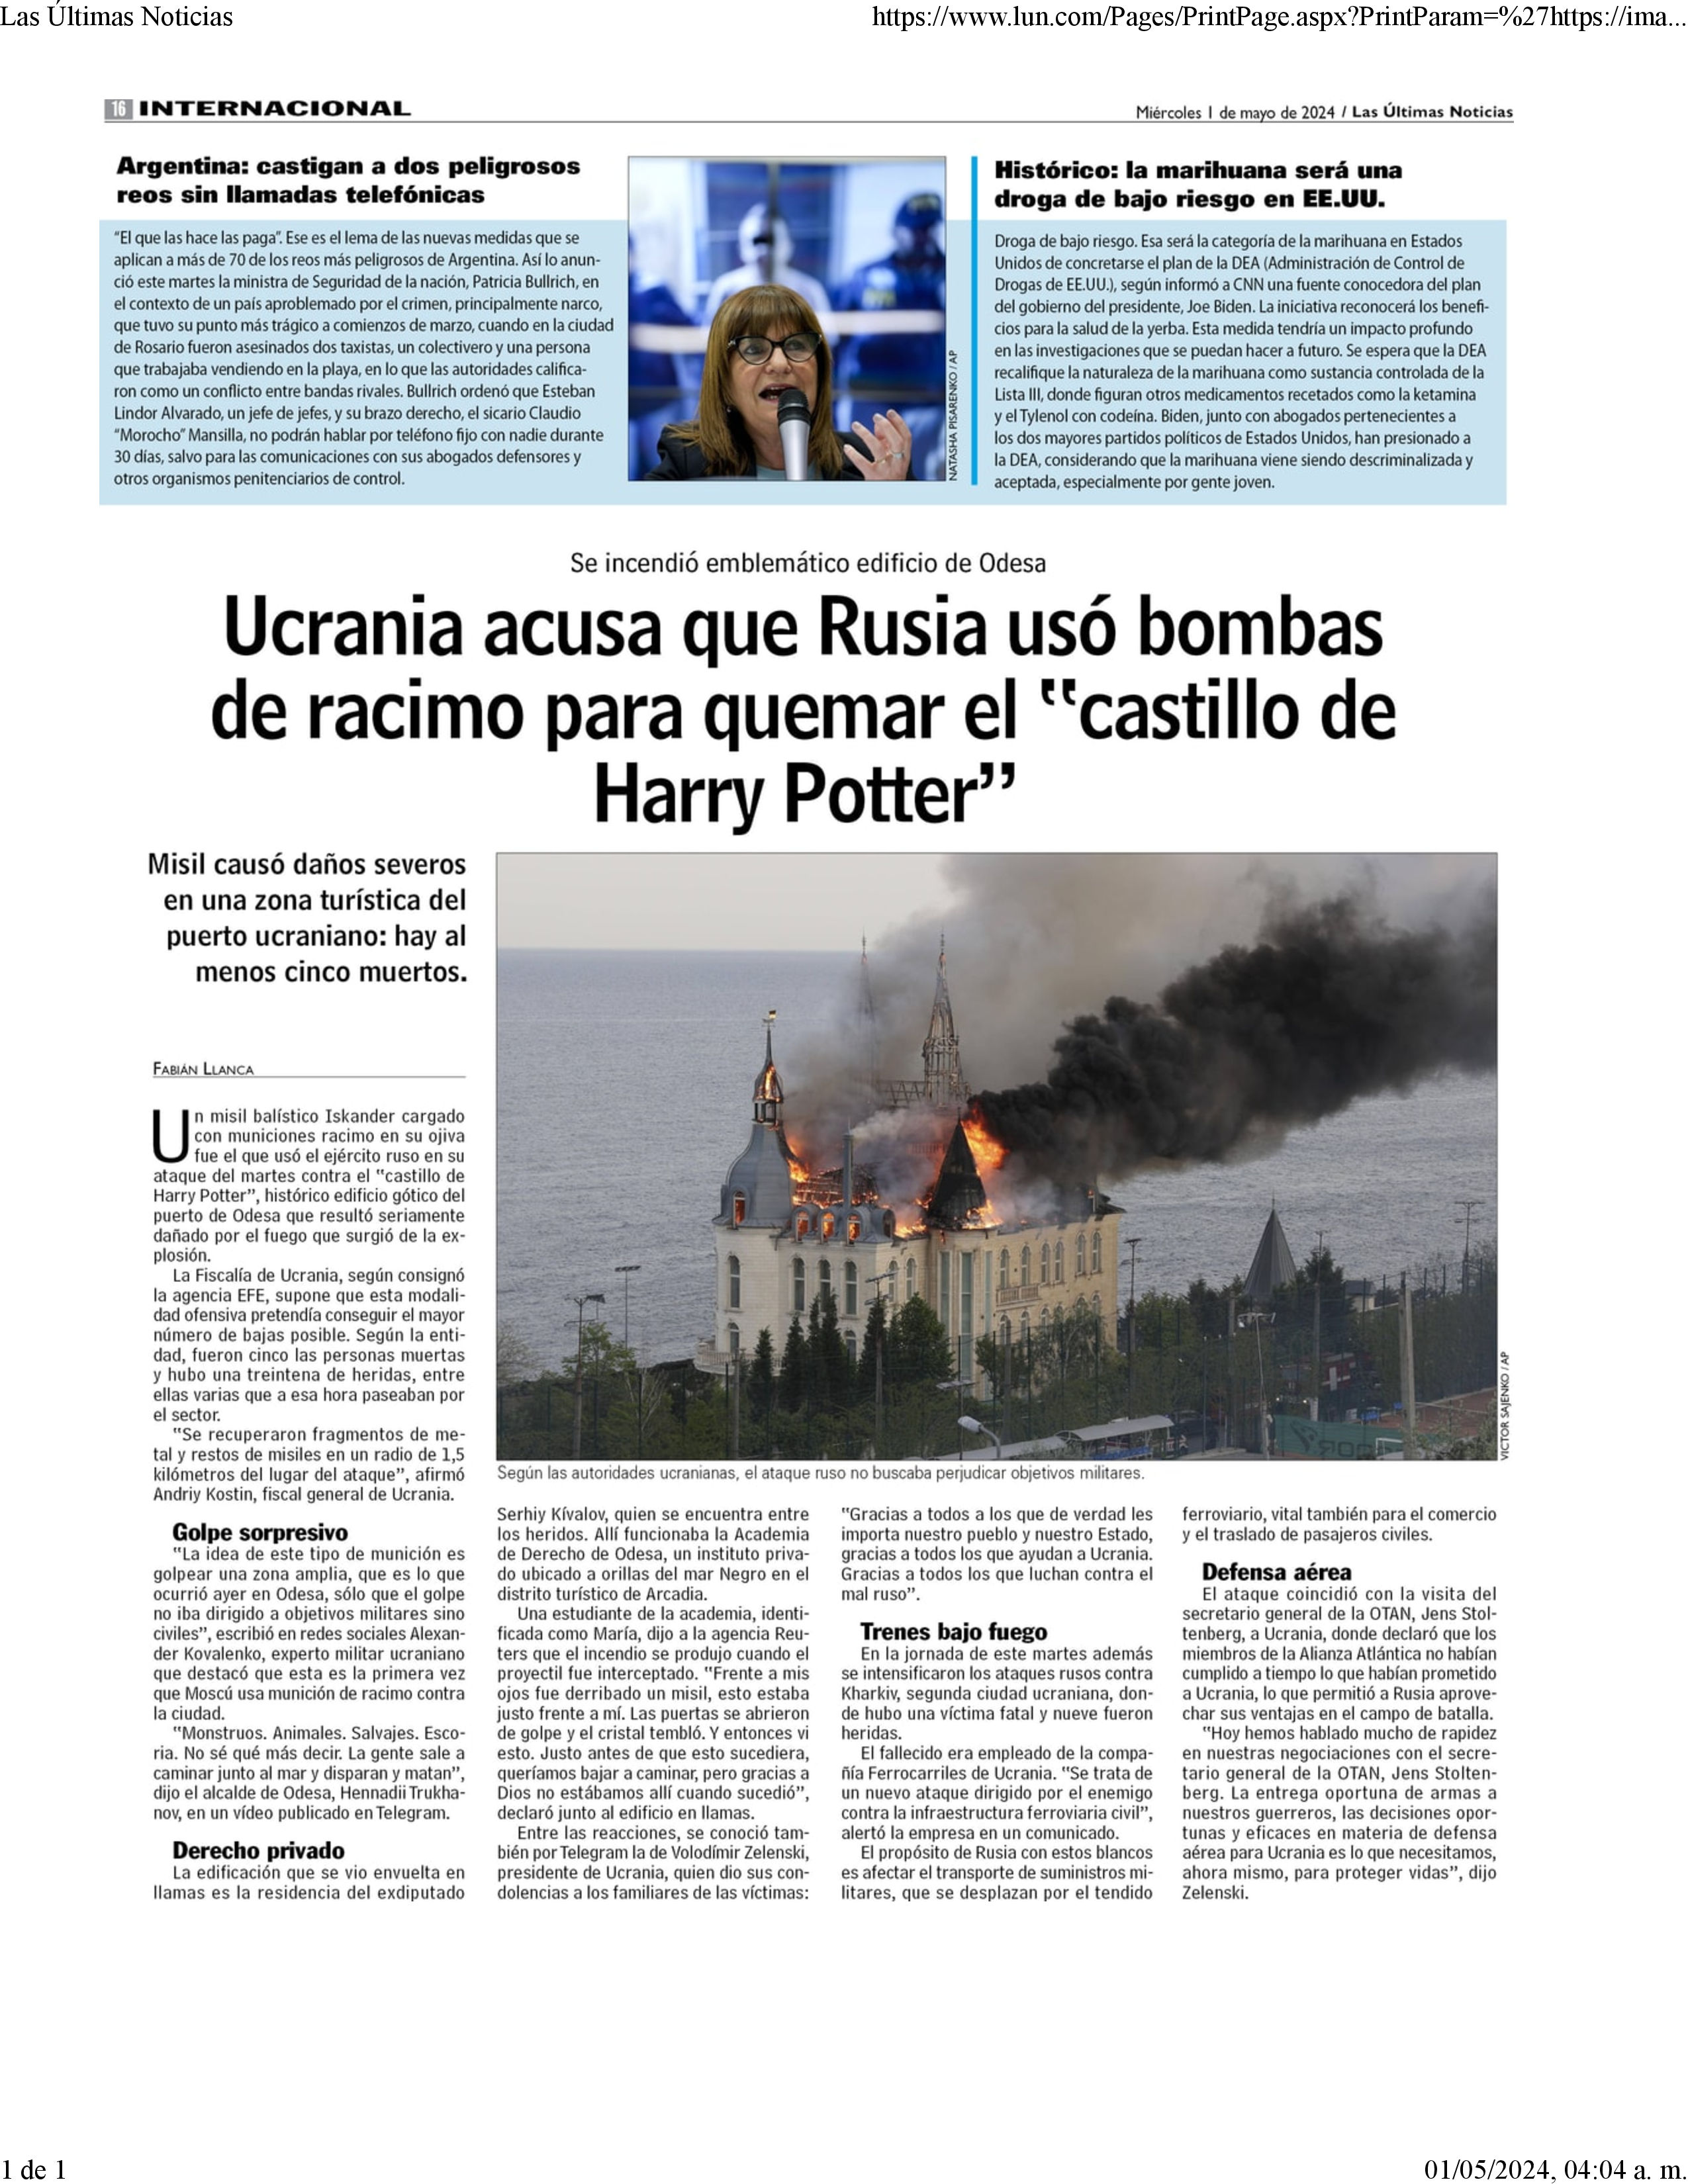 Las Últimas Noticias
https://www.lun.com/Pages/PrintPage.aspx?PrintParam=%27https://ima...
16 INTERNACIONAL
Miércoles 1 de mayo de 2024 / Las Últimas Noticias
Argentina: castigan a dos peligrosos
reos sin llamadas telefónicas
“El que las hace las paga”. Ese es el lema de las nuevas medidas que se
aplican a más de 70 de los reos más peligrosos de Argentina. Así lo anun-
ció este martes la ministra de Seguridad de la nación, Patricia Bullrich, en
el contexto de un país aproblemado por el crimen, principalmente narco,
que tuvo su punto más trágico a comienzos de marzo, cuando en la ciudad
de Rosario fueron asesinados dos taxistas, un colectivero y una persona
que trabajaba vendiendo en la playa, en lo que las autoridades califica-
ron como un conflicto entre bandas rivales. Bullrich ordenó que Esteban
Lindor Alvarado, un jefe de jefes, y su brazo derecho, el sicario Claudio
“Morocho” Mansilla, no podrán hablar por teléfono fijo con nadie durante
30 días, salvo para las comunicaciones con sus abogados defensores y
otros organismos penitenciarios de control.
NATASHA PISARENKO / AP
Histórico: la marihuana será una
droga de bajo riesgo en EE.UU.
Droga de bajo riesgo. Esa será la categoría de la marihuana en Estados
Unidos de concretarse el plan de la DEA (Administración de Control de
Drogas de EE.UU.), según informó a CNN una fuente conocedora del plan
del gobierno del presidente, Joe Biden. La iniciativa reconocerá los benefi-
cios para la salud de la yerba. Esta medida tendría un impacto profundo
en las investigaciones que se puedan hacer a futuro. Se espera que la DEA
recalifique la naturaleza de la marihuana como sustancia controlada de la
Lista III, donde figuran otros medicamentos recetados como la ketamina
y el Tylenol con codeína. Biden, junto con abogados pertenecientes a
los dos mayores partidos políticos de Estados Unidos, han presionado a
la DEA, considerando que la marihuana viene siendo descriminalizada y
aceptada, especialmente por gente joven.
Se incendió emblemático edificio de Odesa
Ucrania acusa que Rusia usó bombas
de racimo para quemar el “castillo de
Harry Potter”
Misil causó daños severos
en una zona turística del
puerto ucraniano: hay al
menos cinco muertos.
FABIÁN LLANCA
Un misil balístico Iskander cargado
con municiones racimo en su ojiva
fue el que usó el ejército ruso en su
ataque del martes contra el “castillo de
Harry Potter”, histórico edificio gótico del
puerto de Odesa que resultó seriamente
dañado por el fuego que surgió de la ex-
plosión.
La Fiscalía de Ucrania, según consignó
la agencia EFE, supone que esta modali-
dad ofensiva pretendía conseguir el mayor
número de bajas posible. Según la enti-
dad, fueron cinco las personas muertas
y hubo una treintena de heridas, entre
ellas varias que a esa hora paseaban por
el sector.
“Se recuperaron fragmentos de me-
tal y restos de misiles en un radio de 1,5
kilómetros del lugar del ataque”, afirmó
Andriy Kostin, fiscal general de Ucrania.
Golpe sorpresivo
“La idea de este tipo de munición es
golpear una zona amplia, que es lo que
ocurrió ayer en Odesa, sólo que el golpe
no iba dirigido a objetivos militares sino
civiles”, escribió en redes sociales Alexan-
der Kovalenko, experto militar ucraniano
que destacó que esta es la primera vez
que Moscú usa munición de racimo contra
la ciudad.
“Monstruos. Animales. Salvajes. Esco-
ria. No sé qué más decir. La gente sale a
caminar junto al mar y disparan y matan”,
dijo el alcalde de Odesa, Hennadii Trukha-
nov, en un vídeo publicado en Telegram.
Derecho privado
La edificación que se vio envuelta en
llamas es la residencia del exdiputado
VICTOR SAJENKO / AP
Según las autoridades ucranianas, el ataque ruso no buscaba perjudicar objetivos militares.
Serhiy Kívalov, quien se encuentra entre
los heridos. Allí funcionaba la Academia
de Derecho de Odesa, un instituto priva-
do ubicado a orillas del mar Negro en el
distrito turístico de Arcadia.
Una estudiante de la academia, identi-
ficada como María, dijo a la agencia Reu-
ters que el incendio se produjo cuando el
proyectil fue interceptado. “Frente a mis
ojos fue derribado un misil, esto estaba
justo frente a mí. Las puertas se abrieron
de golpe y el cristal tembló. Y entonces vi
esto. Justo antes de que esto sucediera,
queríamos bajar a caminar, pero gracias a
Dios no estábamos allí cuando sucedió”,
declaró junto al edificio en llamas.
Entre las reacciones, se conoció tam-
bién por Telegram la de Volodímir Zelenski,
presidente de Ucrania, quien dio sus con-
dolencias a los familiares de las víctimas:
“Gracias a todos a los que de verdad les
importa nuestro pueblo y nuestro Estado,
gracias a todos los que ayudan a Ucrania.
Gracias a todos los que luchan contra el
mal ruso”.
Trenes bajo fuego
En la jornada de este martes además
se intensificaron los ataques rusos contra
Kharkiv, segunda ciudad ucraniana, don-
de hubo una víctima fatal y nueve fueron
heridas.
El fallecido era empleado de la compa-
ñía Ferrocarriles de Ucrania. “Se trata de
un nuevo ataque dirigido por el enemigo
contra la infraestructura ferroviaria civil”,
alertó la empresa en un comunicado.
El propósito de Rusia con estos blancos
es afectar el transporte de suministros mi-
litares, que se desplazan por el tendido
ferroviario, vital también para el comercio
y el traslado de pasajeros civiles.
Defensa aérea
El ataque coincidió con la visita del
secretario general de la OTAN, Jens Stol-
tenberg, a Ucrania, donde declaró que los
miembros de la Alianza Atlántica no habían
cumplido a tiempo lo que habían prometido
a Ucrania, lo que permitió a Rusia aprove-
char sus ventajas en el campo de batalla.
“Hoy hemos hablado mucho de rapidez
en nuestras negociaciones con el secre-
tario general de la OTAN, Jens Stolten-
berg. La entrega oportuna de armas a
nuestros guerreros, las decisiones opor-
tunas y eficaces en materia de defensa
aérea para Ucrania es lo que necesitamos,
ahora mismo, para proteger vidas”, dijo
Zelenski.
1 de 1
01/05/2024, 04:04 a. m.